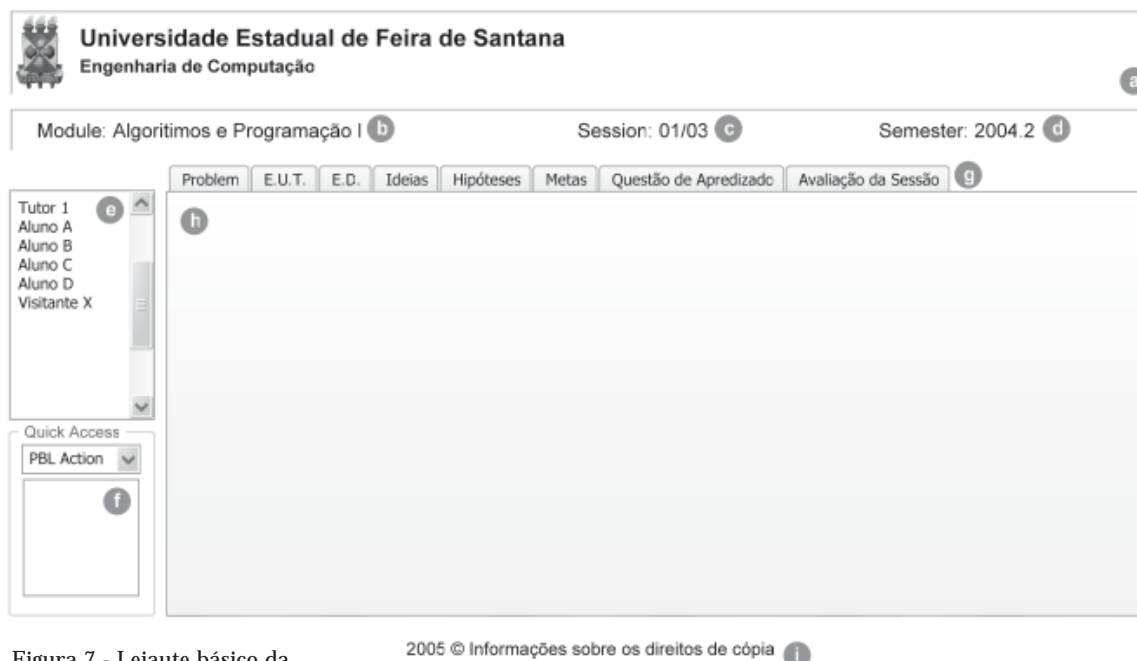 Universidade Estadual de Feira de Santana
Engenharia de Computação
a
Module: Algoritimos e Programação I b Session: 01/03 c Semester: 2004.2 d
Problem E.U.T. E.D. Ideias Hipóteses Metas Questão de Apredizado Avaliação da Sessão g
Tutor 1 e
Aluno A
Aluno B
Aluno C
Aluno D
Visitante X
h
Quick Access
PBL Action
f
2005 © Informações sobre os direitos de cópia i
Figura 7 - Leiaute básico da